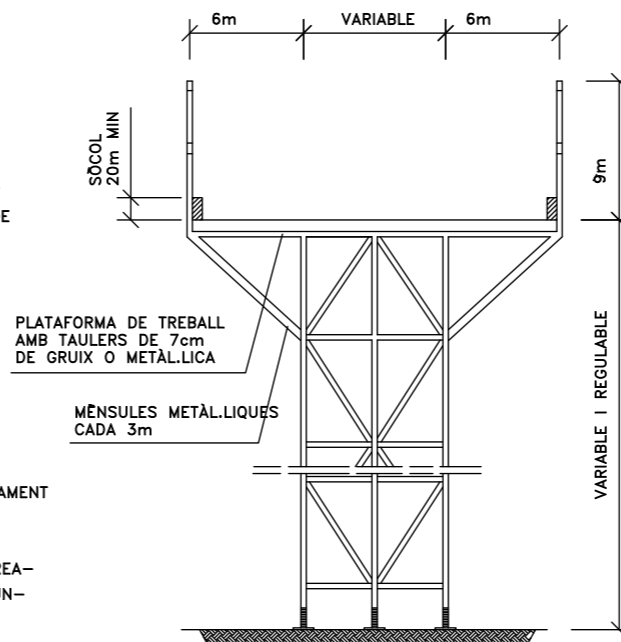 6m VARIABLE 6m
SÒCOL
20m MIN
9m
DE
PLATAFORMA DE TREBALL
AMB TAULERS DE 7cm
DE GRUIX O METÀL.LICA
MÈNSULES METÀL.LIQUES
CADA 3m
VARIABLE I REGULABLE
AMENT
REA-
UN-